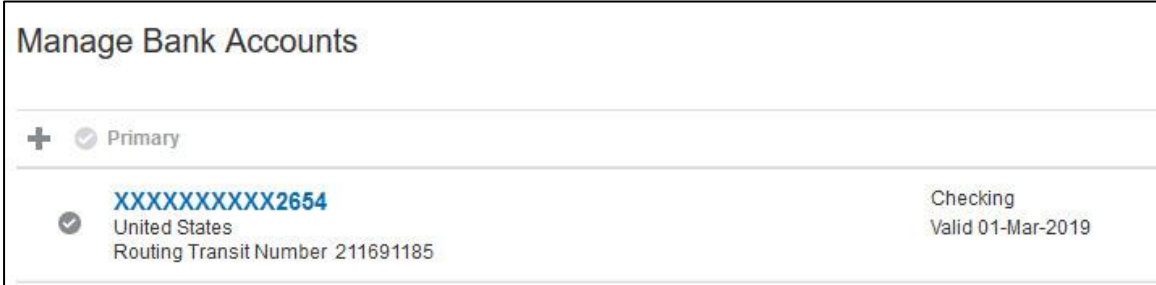 Manage Bank Accounts
Primary
XXXXXXXXXX2654
Checking
United States
Valid 01-Mar-2019
Routing Transit Number 211691185